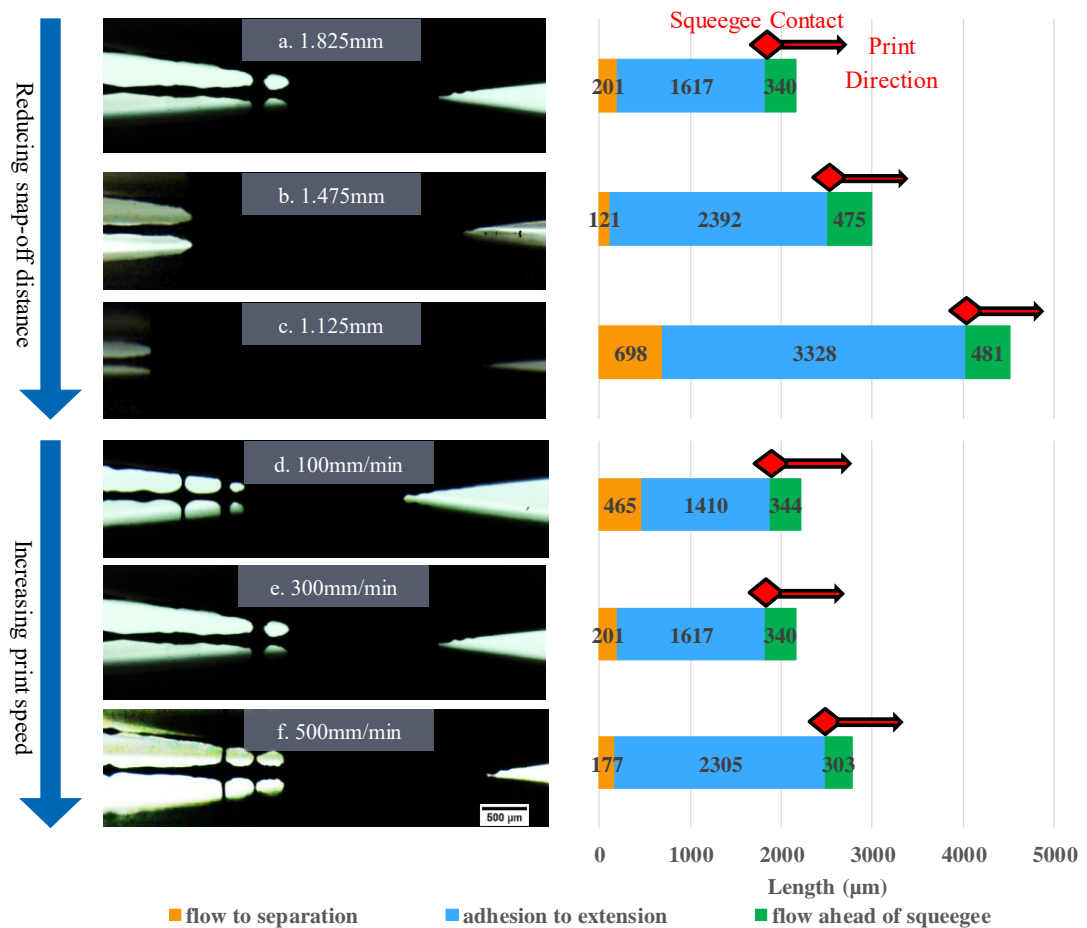 Squeegee Contact
Print
Direction
Reducing snap-off
distance
a. 1.825mm
201 1617 340
b. 1.475mm
121 2392 475
c. 1.125mm
698 3328 481
Increasing print speed
d. 100mm/min
465 1410 344
e. 300mm/min
201 1617 340
f. 500mm/min
177 2305 303
500 μm
0 1000 2000 3000 4000 5000
Length (μm)
flow to separation adhesion to extension flow ahead of squeegee